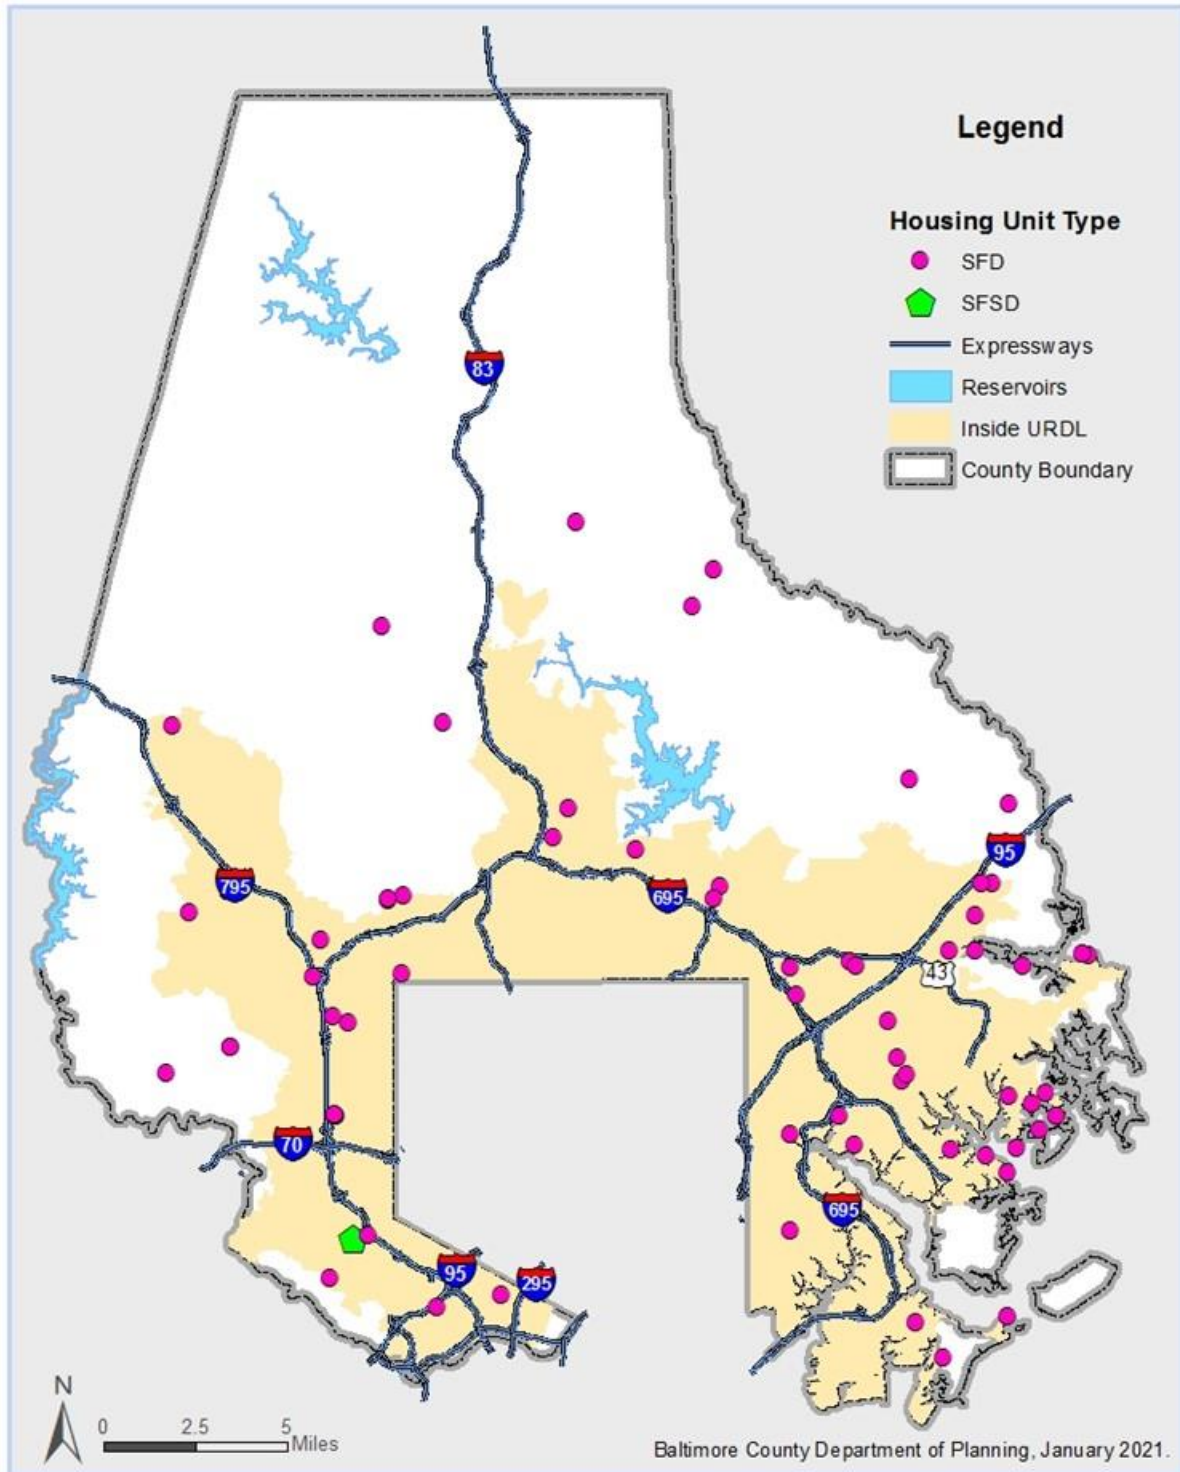 Legend
Housing Unit Type
SFD
SFSD
Expressways
Reservoirs
Inside URDL
County Boundary
83
795
695
95
43
70
695
95
295
N
0 2.5 5
Miles
Baltimore County Department of Planning, January 2021.